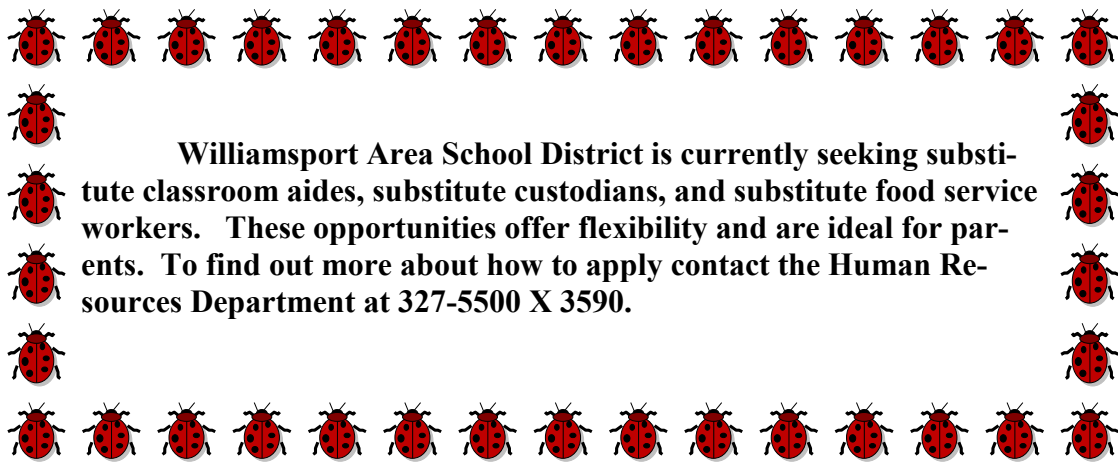 Williamsport Area School District is currently seeking substi-
tute classroom aides, substitute custodians, and substitute food service
workers.   These opportunities offer flexibility and are ideal for par-
ents.  To find out more about how to apply contact the Human Re-
sources Department at 327-5500 X 3590.